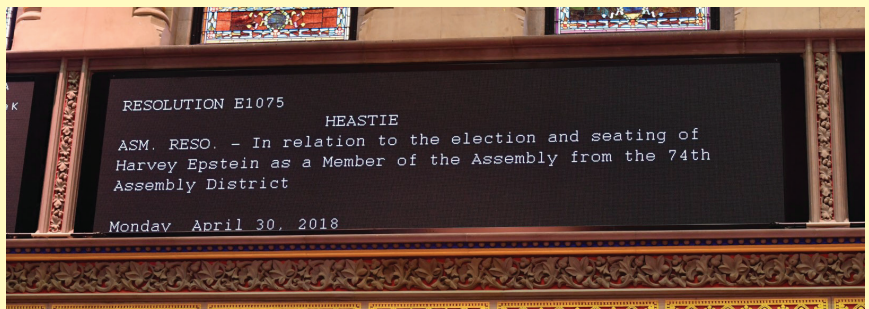 RESOLUTION E1075
HEASTIE
ASM. RESO. – In relation to the election and seating of
Harvey Epstein as a Member of the Assembly from the 74th
Assembly District
Monday April 30, 2018